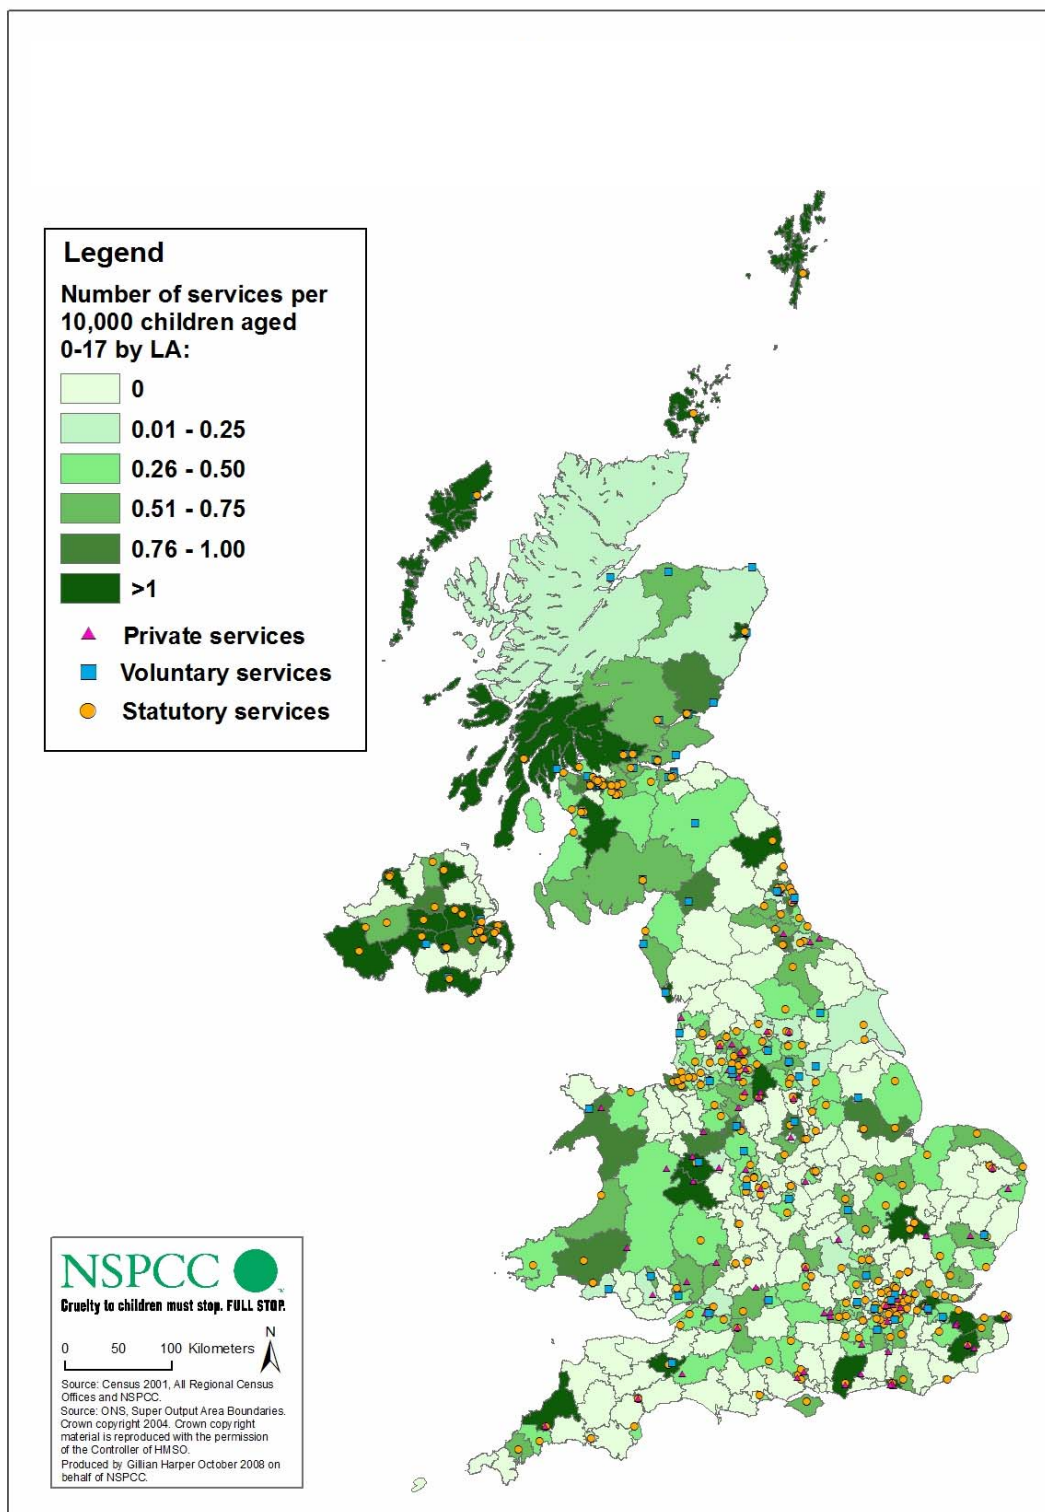 Legend
Number of services per
10,000 children aged
0-17 by LA:
0
0.01 - 0.25
0.26 - 0.50
0.51 - 0.75
0.76 - 1.00
>1
Private services
Voluntary services
Statutory services
NSPCC
Cruelty to children must stop. FULL STOP.
N
0 50 100 Kilometers
Source: Census 2001, All Regional Census
Offices and NSPCC.
Source: ONS, Super Output Area Boundaries.
Crown copyright 2004. Crown copyright
material is reproduced with the permission
of the Controller of HMSO.
Produced by Gillian Harper October 2008 on
behalf of NSPCC.